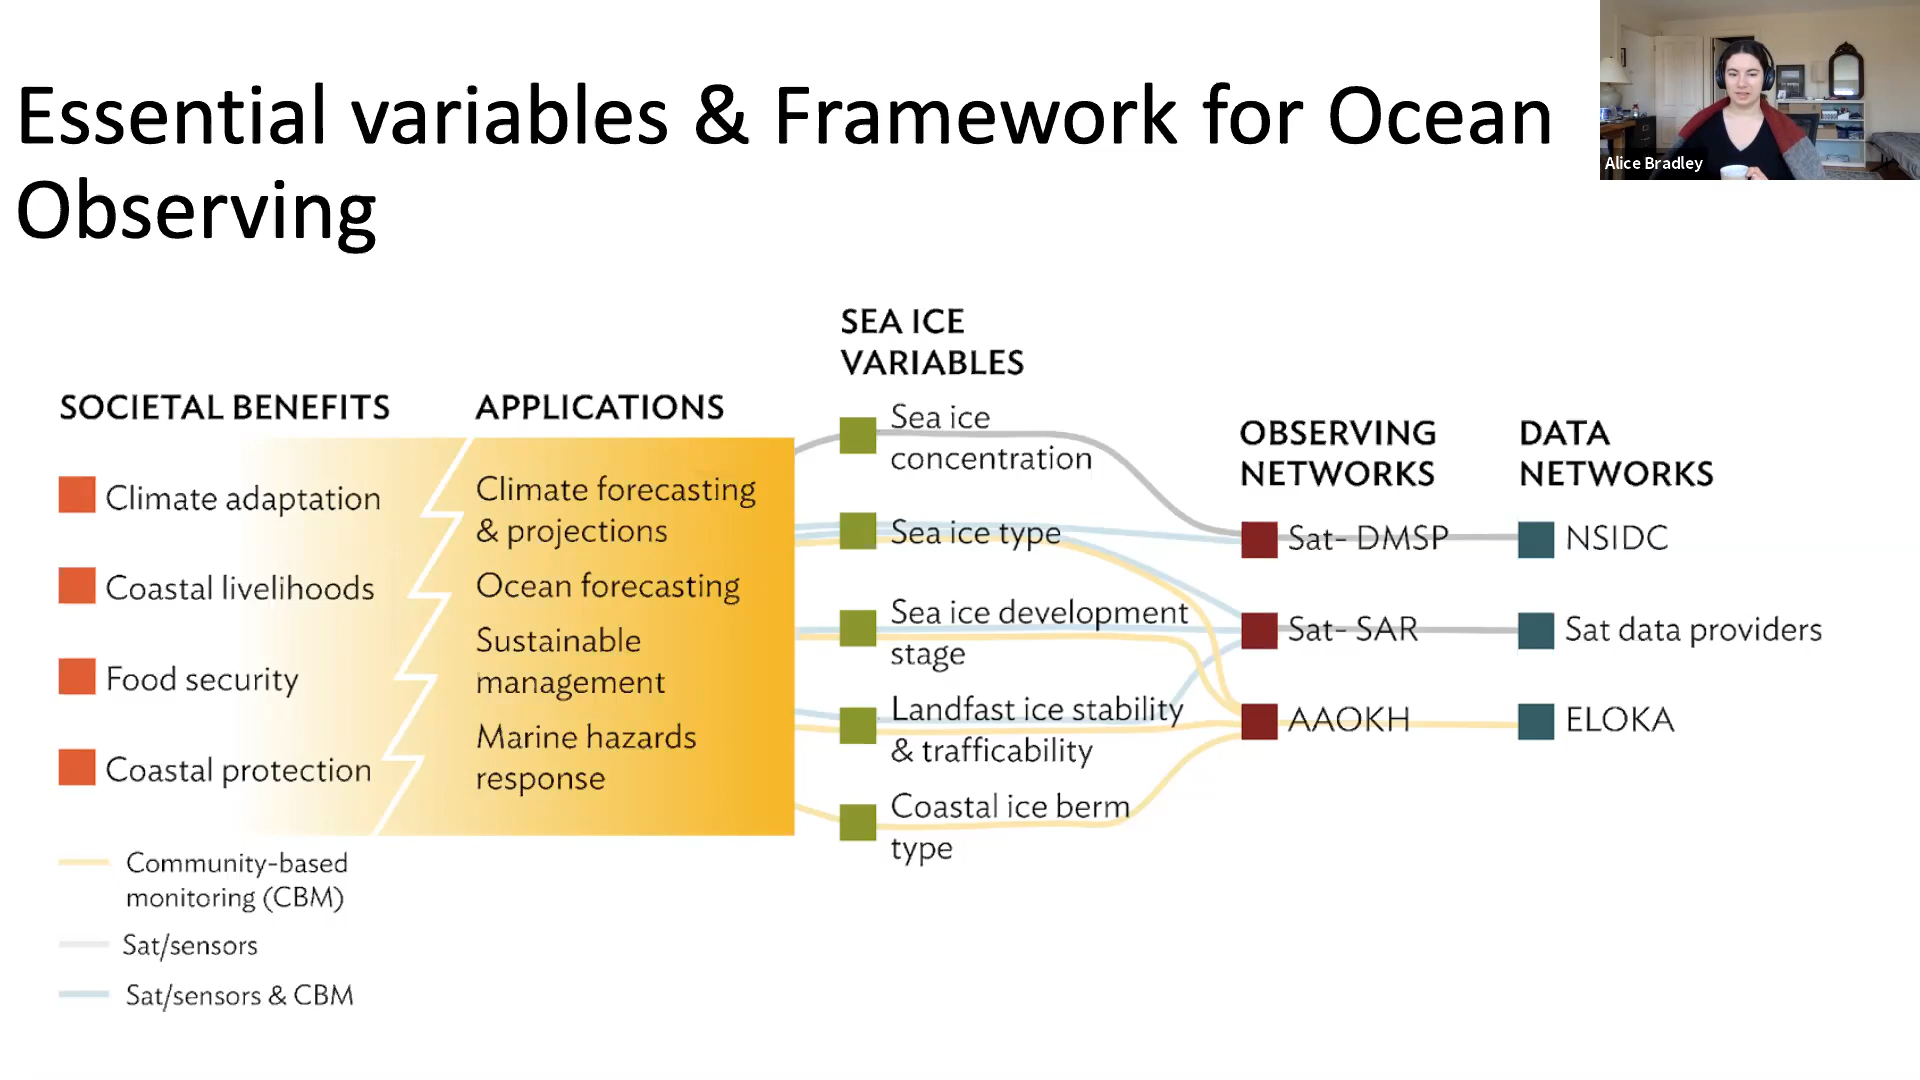 Essential variables & Framework for Ocean
Observing
Alice Bradley
SOCIETAL BENEFITS
Climate adaptation
Coastal livelihoods
Food security
Coastal protection
APPLICATIONS
Climate forecasting
& projections
Ocean forecasting
Sustainable
management
Marine hazards
response
SEA ICE
VARIABLES
Sea ice
concentration
Sea ice type
Sea ice development
stage
Landfast ice stability
& trafficability
Coastal ice berm
type
OBSERVING
NETWORKS
Sat- DMSP
Sat- SAR
AAOKH
DATA
NETWORKS
NSIDC
Sat data providers
ELOKA
Community-based
monitoring (CBM)
Sat/sensors
Sat/sensors & CBM